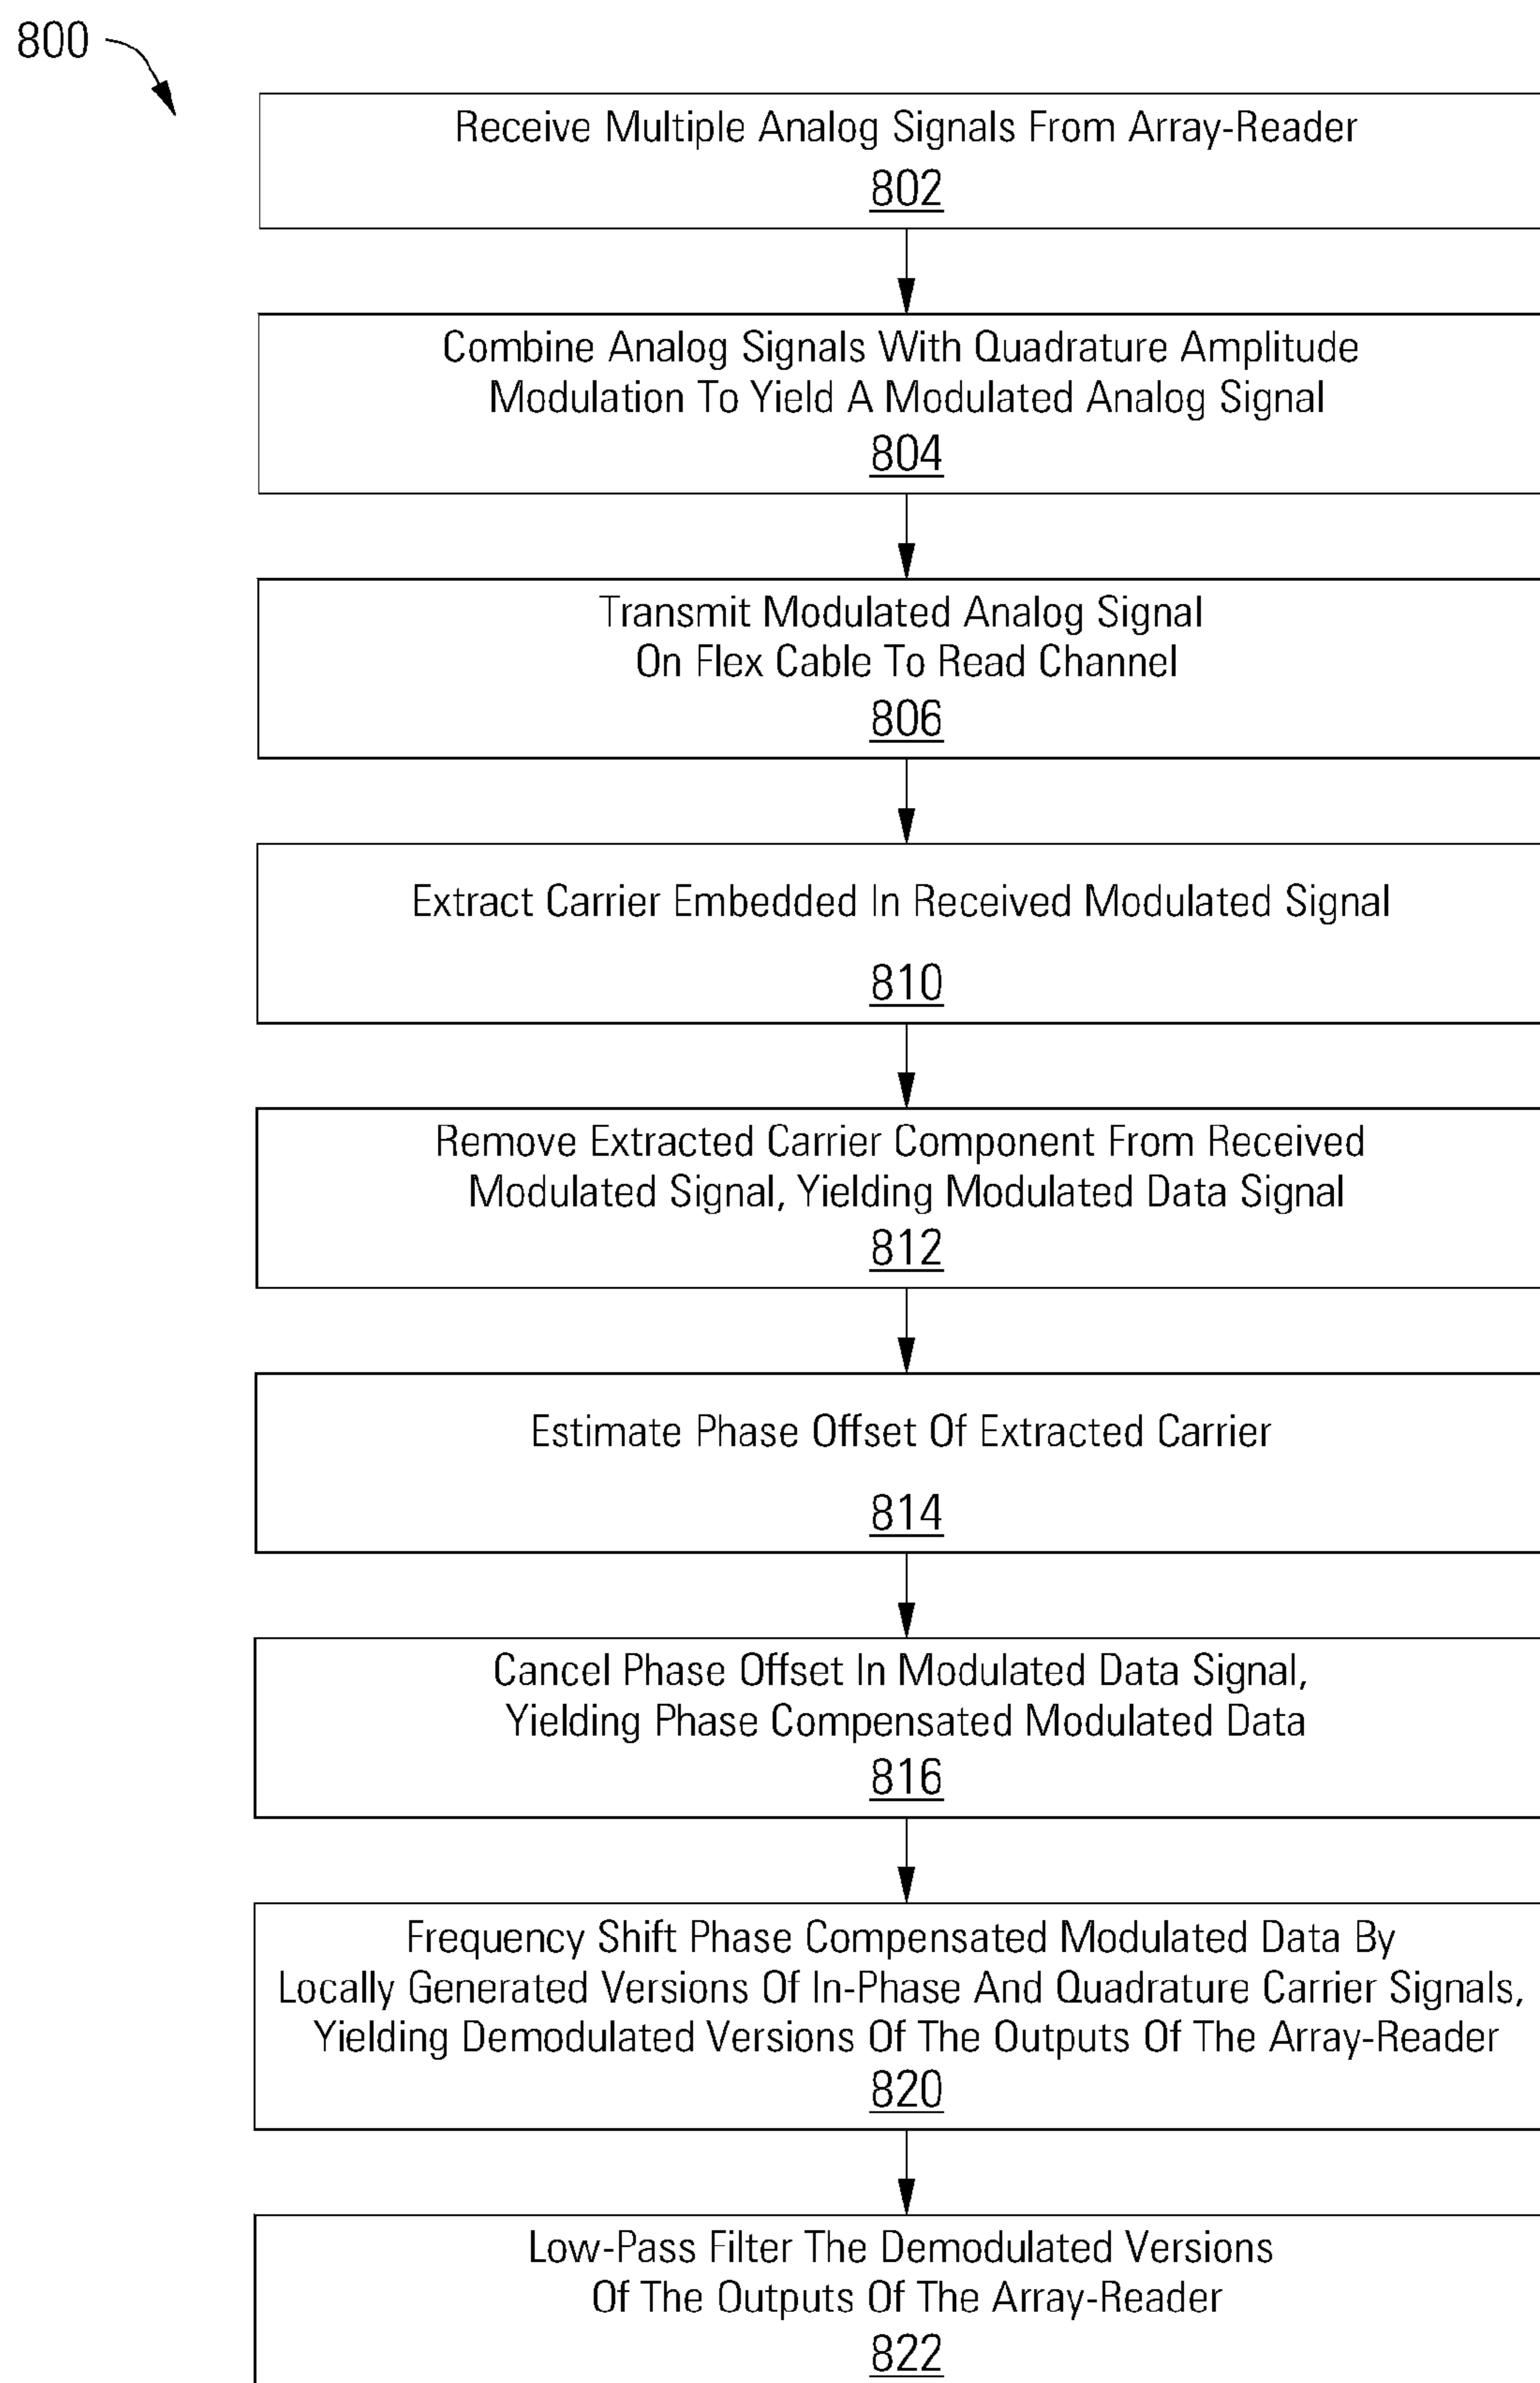 800
Receive Multiple Analog Signals From Array-Reader
802
Combine Analog Signals With Quadrature Amplitude
Modulation To Yield A Modulated Analog Signal
804
Transmit Modulated Analog Signal
On Flex Cable To Read Channel
806
Extract Carrier Embedded In Received Modulated Signal
810
Remove Extracted Carrier Component From Received
Modulated Signal, Yielding Modulated Data Signal
812
Estimate Phase Offset Of Extracted Carrier
814
Cancel Phase Offset In Modulated Data Signal,
Yielding Phase Compensated Modulated Data
816
Frequency Shift Phase Compensated Modulated Data By
Locally Generated Versions Of In-Phase And Quadrature Carrier Signals,
Yielding Demodulated Versions Of The Outputs Of The Array-Reader
820
Low-Pass Filter The Demodulated Versions
Of The Outputs Of The Array-Reader
822